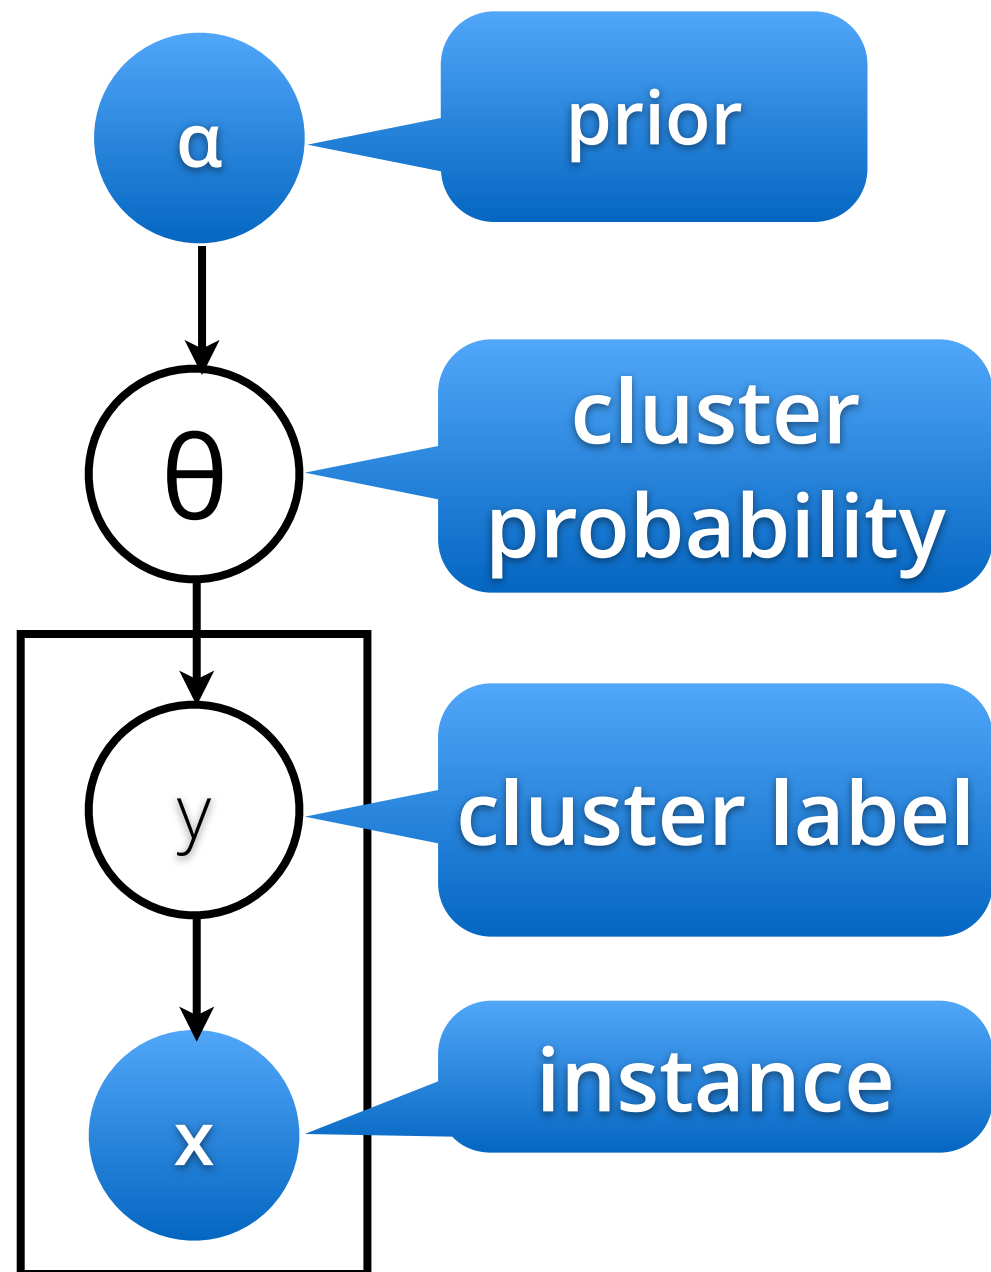 α
prior
θ
cluster
probability
y
cluster label
x
instance